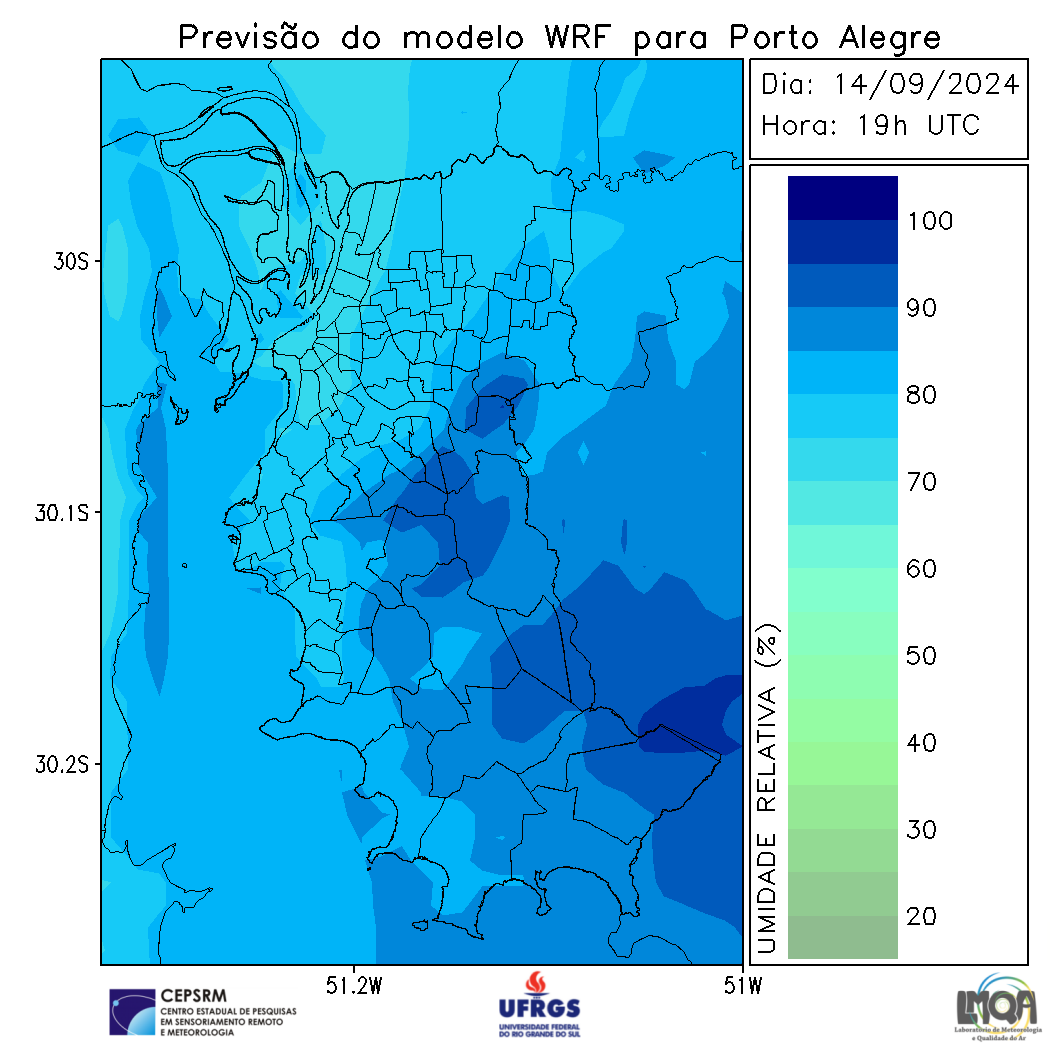 Previsão do modelo WRF para Porto Alegre
Dia: 14/09/2024
Hora: 19h UTC
30S
30.1S
30.2S
51.2W
51W
UMIDADE RELATIVA (%)
100
90
80
70
60
50
40
30
20
CEPSRM
CENTRO ESTADUAL DE PESQUISAS
EM SENSORIAMENTO REMOTO
E METEOROLOGIA
UFRGS
UNIVERSIDADE FEDERAL
DO RIO GRANDE DO SUL
LMQA
Laboratório de Meteorologia
e Qualidade do Ar